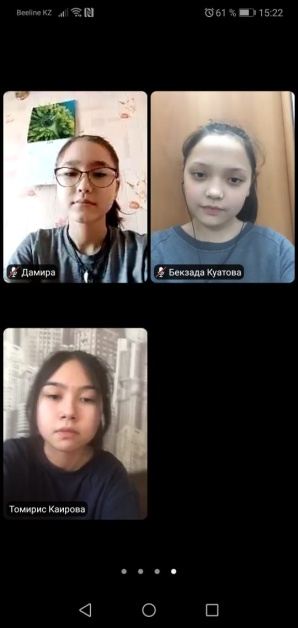 Beeline KZ 61 % 15:22
Дамира
Бекзада Куатова
Томирис Каирова